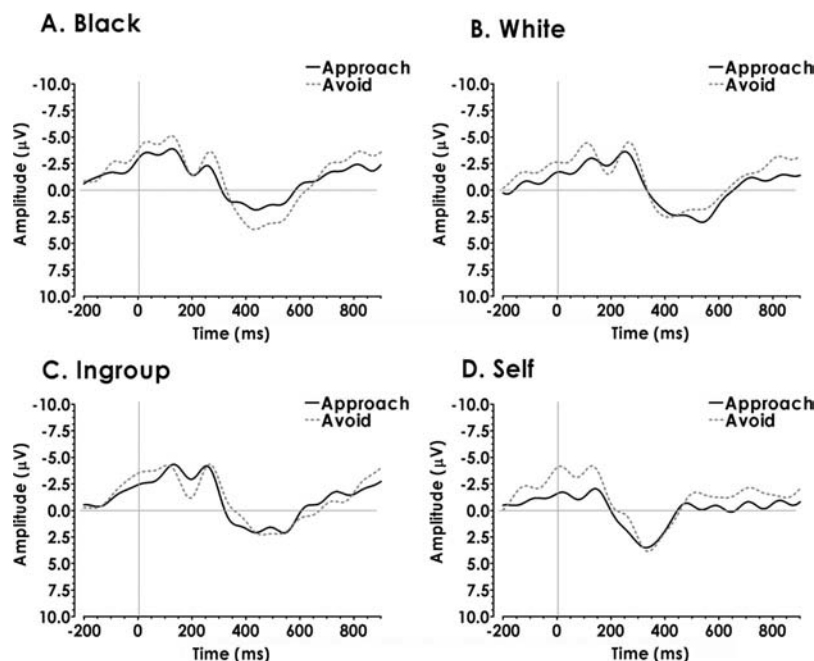 A. Black
Approach
Avoid
-10.0
-7.5
-5.0
-2.5
0.0
2.5
5.0
7.5
10.0
Amplitude (μV)
-200 0 200 400 600 800
Time (ms)
B. White
Approach
Avoid
-10.0
-7.5
-5.0
-2.5
0.0
2.5
5.0
7.5
10.0
Amplitude (μV)
-200 0 200 400 600 800
Time (ms)
C. Ingroup
Approach
Avoid
-10.0
-7.5
-5.0
-2.5
0.0
2.5
5.0
7.5
10.0
Amplitude (μV)
-200 0 200 400 600 800
Time (ms)
D. Self
Approach
Avoid
-10.0
-7.5
-5.0
-2.5
0.0
2.5
5.0
7.5
10.0
Amplitude (μV)
-200 0 200 400 600 800
Time (ms)